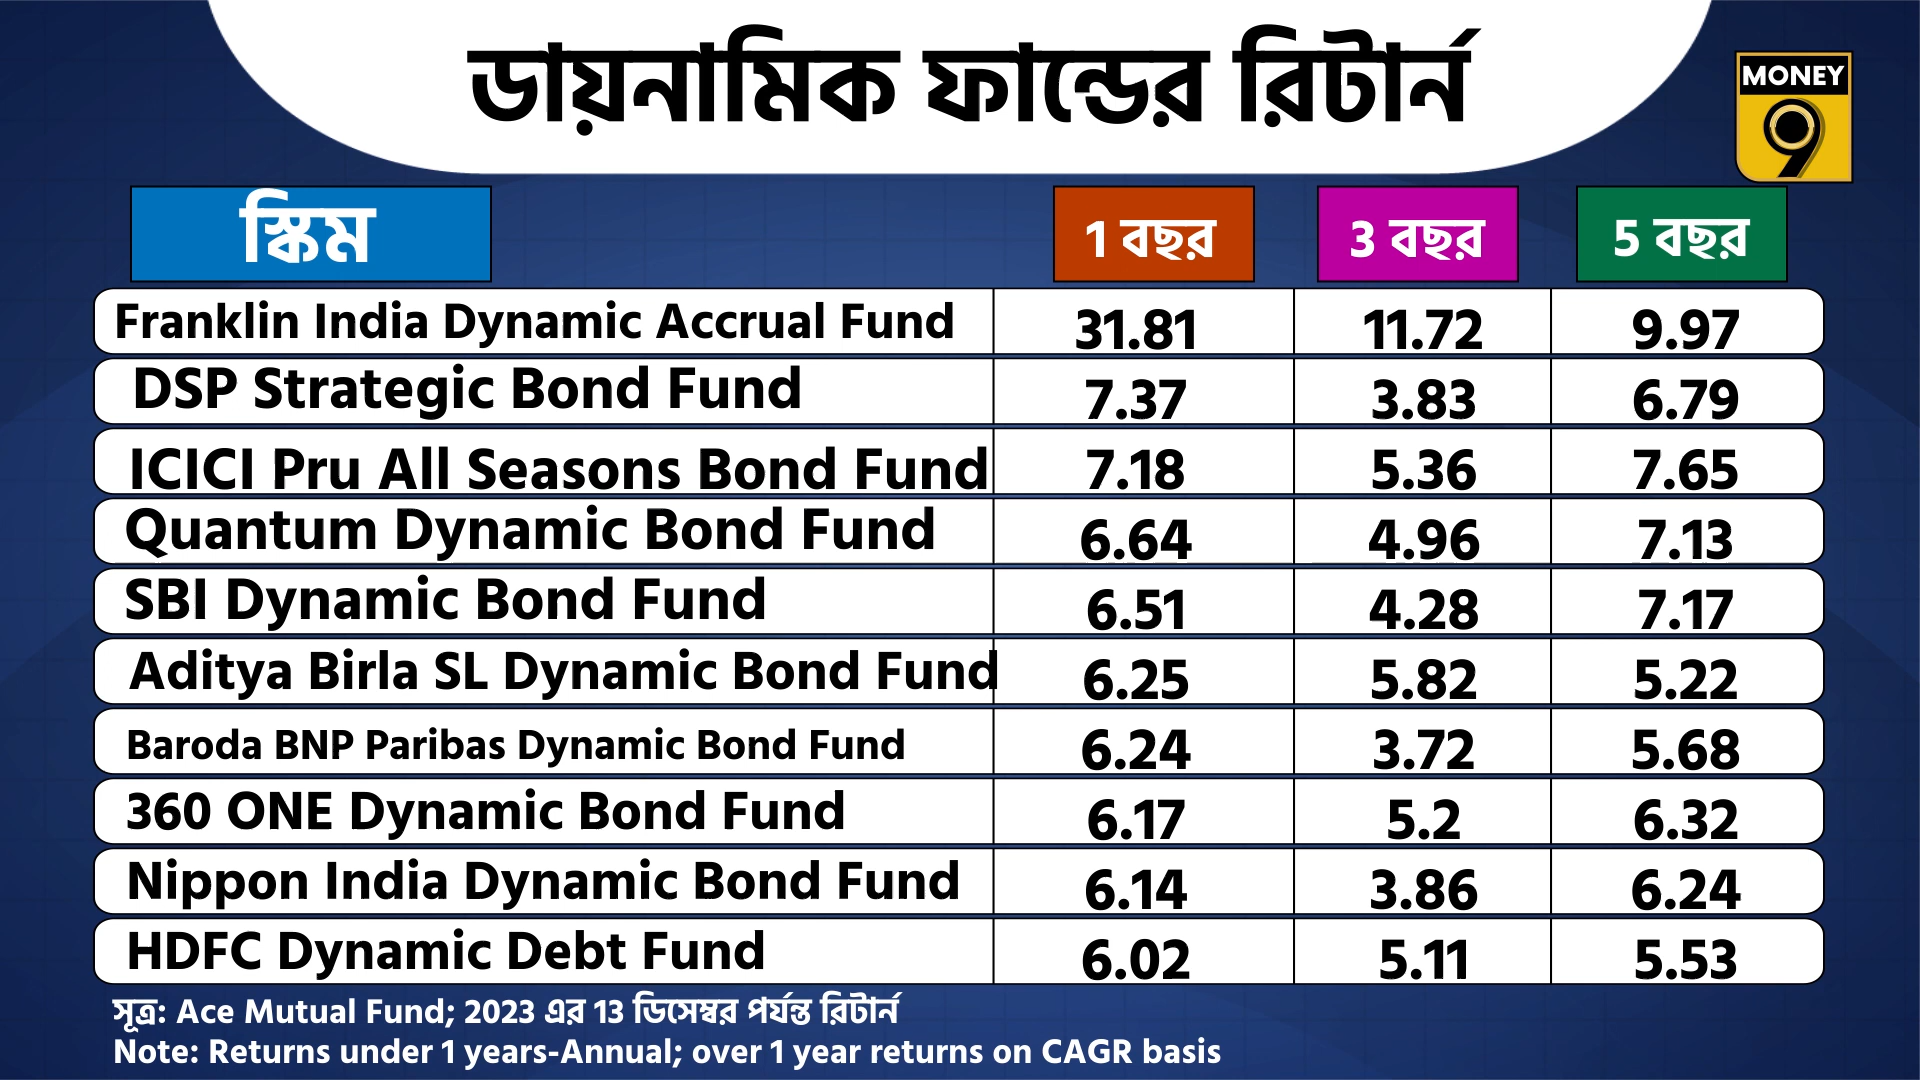 ডায়নামিক ফান্ডের রিটার্ন
MONEY
9
স্কিম 1 বছর 3 বছর 5 বছর
Franklin India Dynamic Accrual Fund 31.81 11.72 9.97
DSP Strategic Bond Fund 7.37 3.83 6.79
ICICI Pru All Seasons Bond Fund 7.18 5.36 7.65
Quantum Dynamic Bond Fund 6.64 4.96 7.13
SBI Dynamic Bond Fund 6.51 4.28 7.17
Aditya Birla SL Dynamic Bond Fund 6.25 5.82 5.22
Baroda BNP Paribas Dynamic Bond Fund 6.24 3.72 5.68
360 ONE Dynamic Bond Fund 6.17 5.2 6.32
Nippon India Dynamic Bond Fund 6.14 3.86 6.24
HDFC Dynamic Debt Fund 6.02 5.11 5.53
সূত্র: Ace Mutual Fund; 2023 এর 13 ডিসেম্বর পর্যন্ত রিটার্ন
Note: Returns under 1 years-Annual; over 1 year returns on CAGR basis